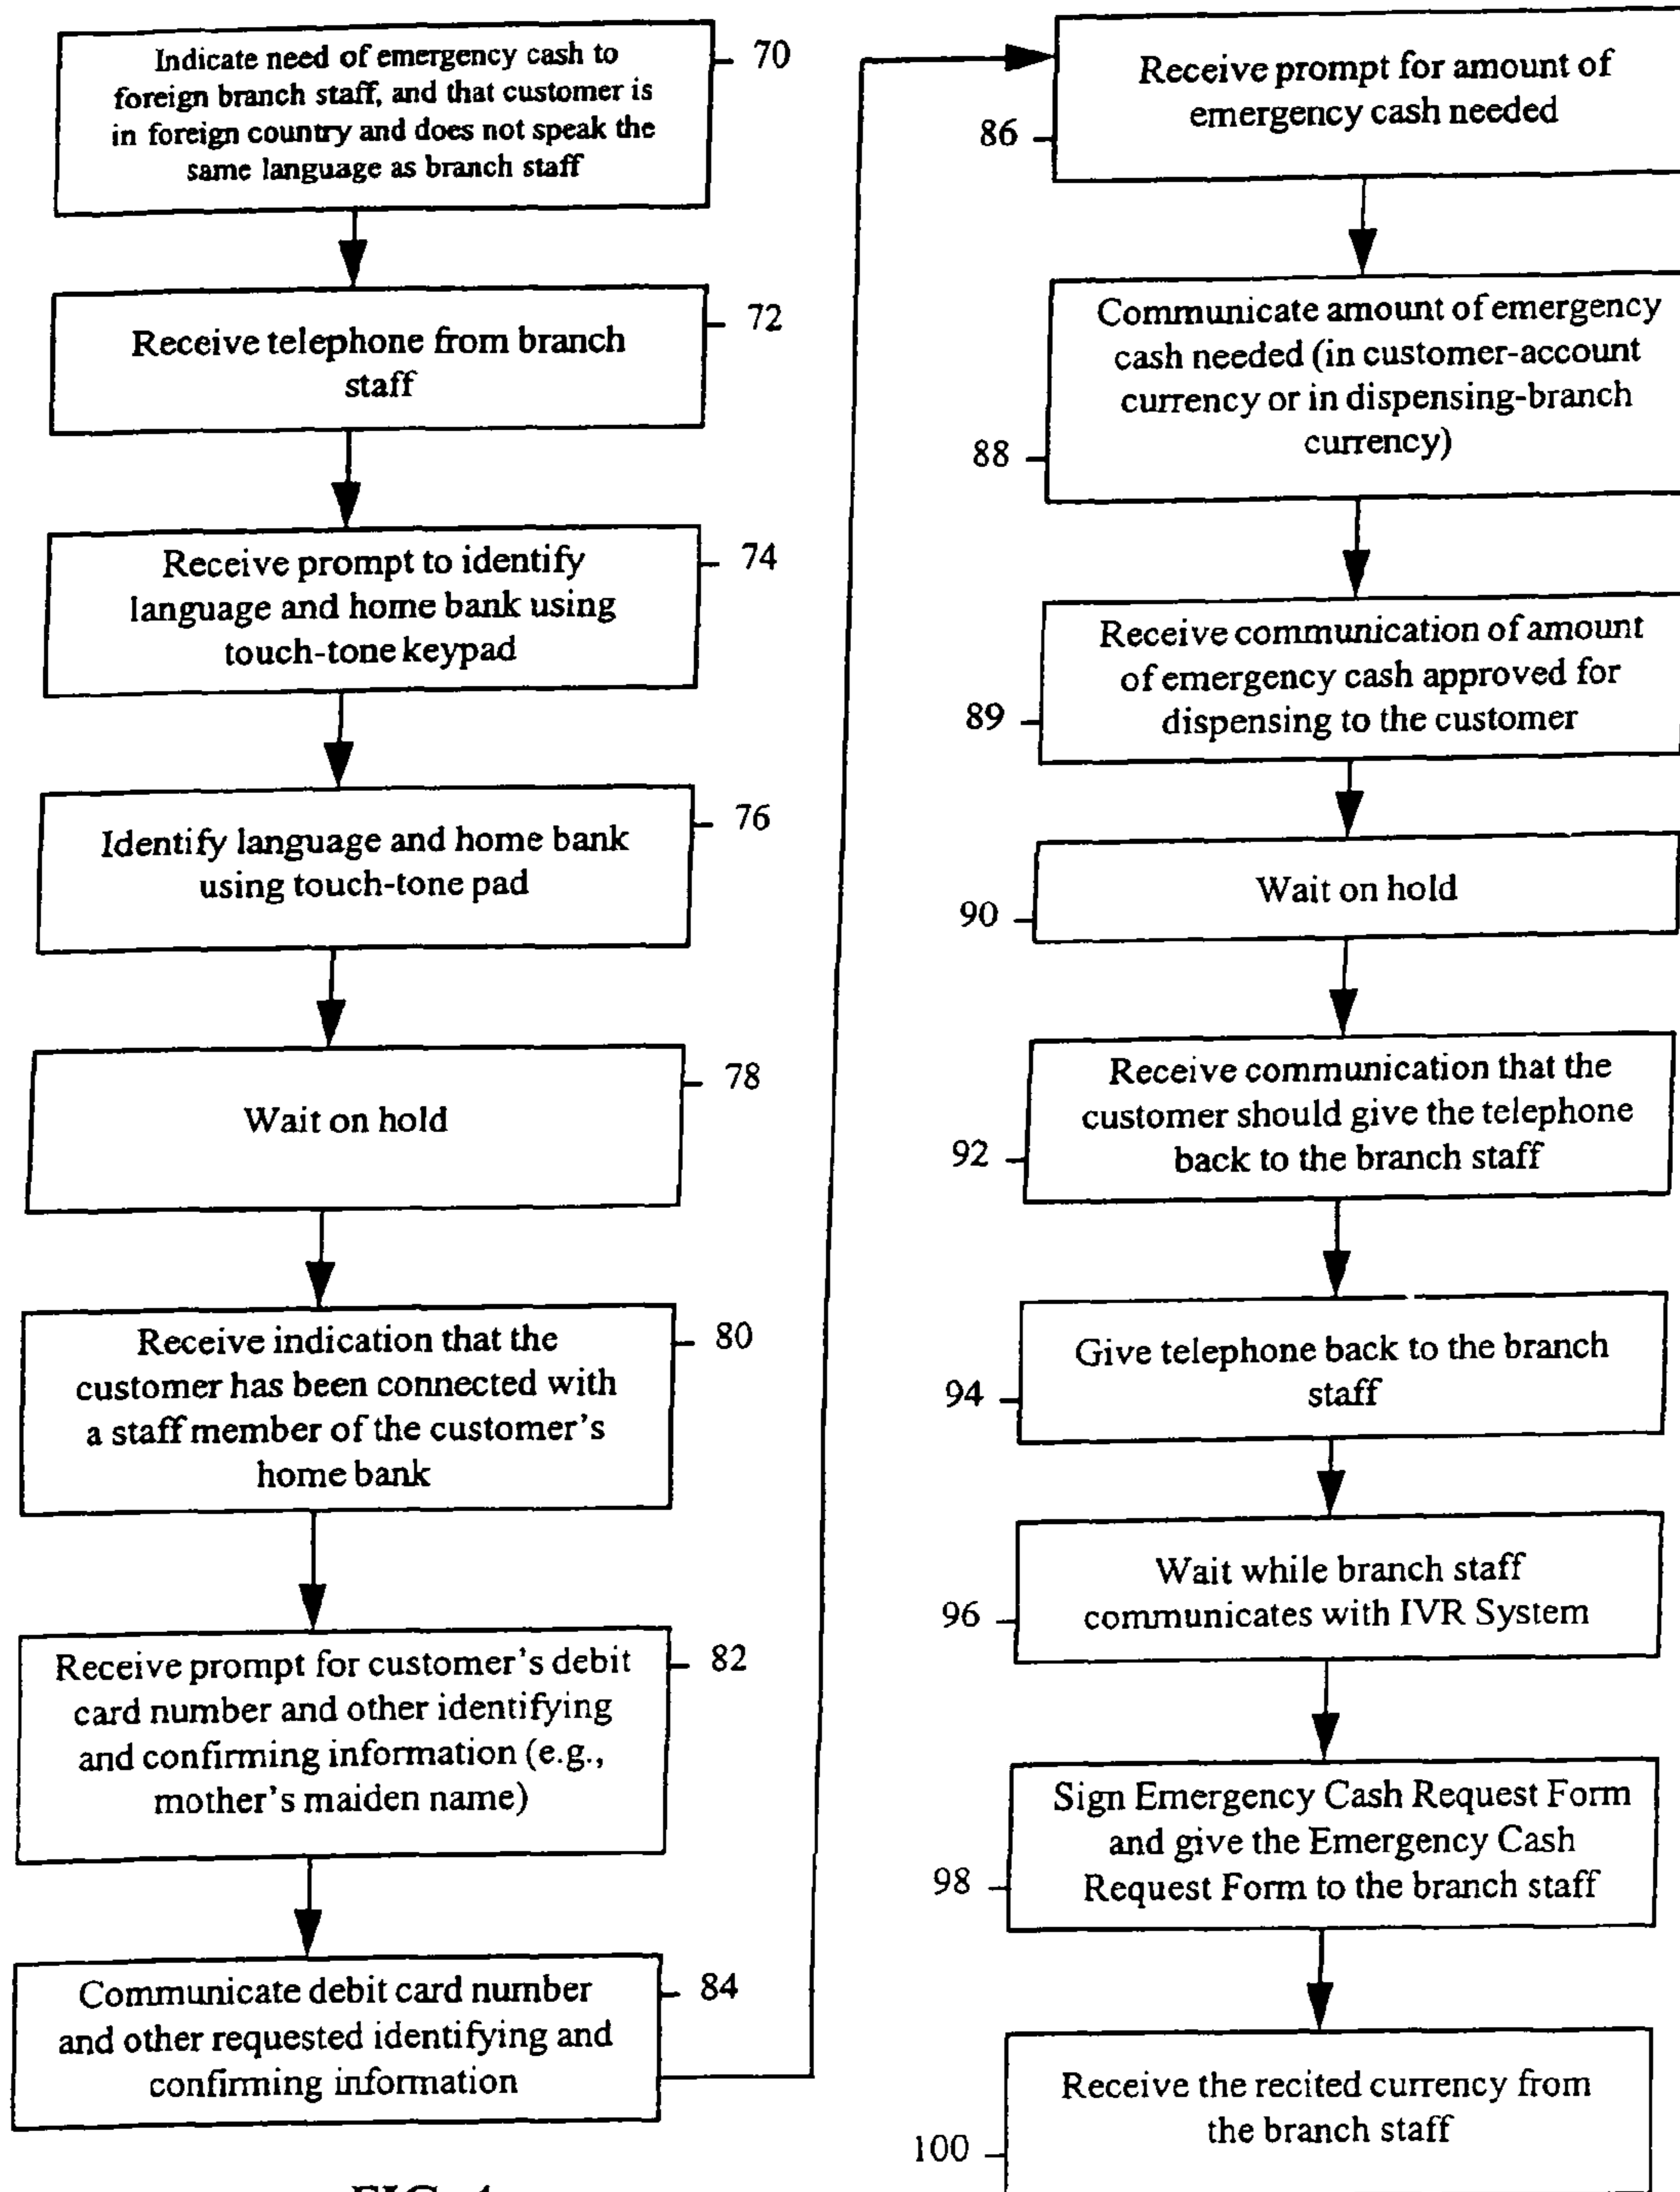 Indicate need of emergency cash to
foreign branch staff, and that customer is
in foreign country and does not speak the
same language as branch staff
70
Receive telephone from branch
staff
72
Receive prompt to identify
language and home bank using
touch-tone keypad
74
Identify language and home bank
using touch-tone pad
76
Wait on hold
78
Receive indication that the
customer has been connected with
a staff member of the customer's
home bank
80
Receive prompt for customer's debit
card number and other identifying
and confirming information (e.g.,
mother's maiden name)
82
Communicate debit card number
and other requested identifying and
confirming information
84
Receive prompt for amount of
emergency cash needed
86
Communicate amount of emergency
cash needed (in customer-account
currency or in dispensing-branch
currency)
88
Receive communication of amount
of emergency cash approved for
dispensing to the customer
89
Wait on hold
90
Receive communication that the
customer should give the telephone
back to the branch staff
92
Give telephone back to the branch
staff
94
Wait while branch staff
communicates with IVR System
96
Sign Emergency Cash Request Form
and give the Emergency Cash
Request Form to the branch staff
98
Receive the recited currency from
the branch staff
100